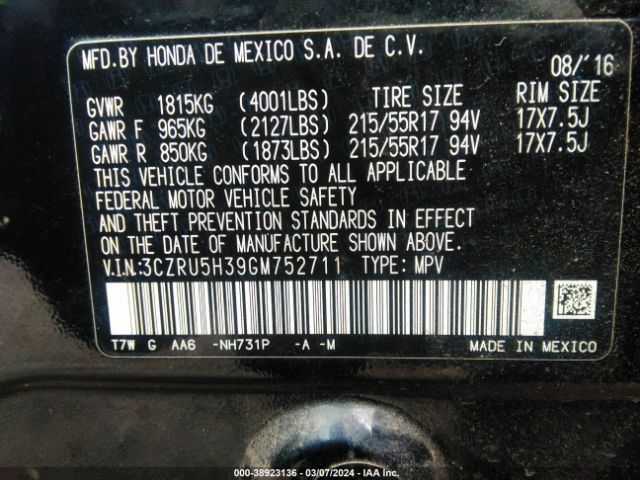 MFD. BY HONDA DE MEXICO S.A. DE C.V.
08/'16
GVWR 1815KG (4001LBS) TIRE SIZE RIM SIZE
GAWR F 965KG (2127LBS) 215/55R17 94V 17X7.5J
GAWR R 850KG (1873LBS) 215/55R17 94V 17X7.5J
THIS VEHICLE CONFORMS TO ALL APPLICABLE
FEDERAL MOTOR VEHICLE SAFETY
AND THEFT PREVENTION STANDARDS IN EFFECT
ON THE DATE OF MANUFACTURE SHOWN ABOVE.
V.I.N.:3CZRU5H39GM752711 TYPE: MPV
T7W G AA6 -NH731P -A -M MADE IN MEXICO
000-38923136 - 03/07/2024 - IAA Inc.